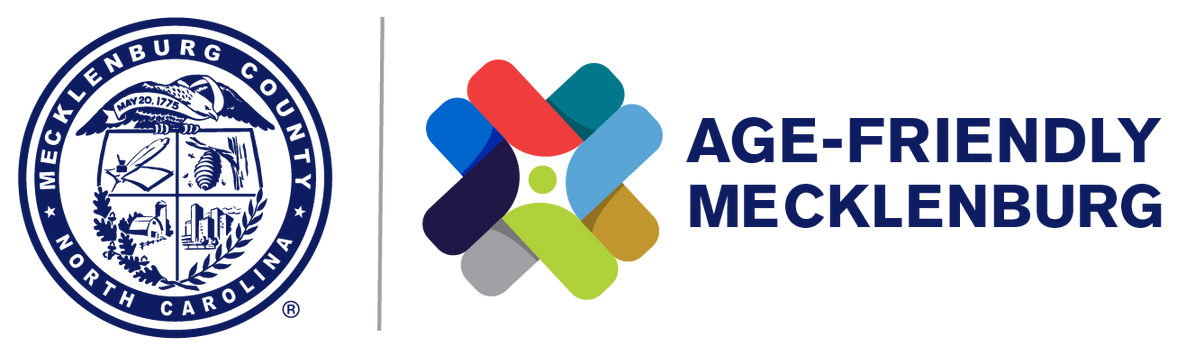 MECKLENBURG COUNTY
MAY 20, 1775
NORTH CAROLINA
®
AGE-FRIENDLY
MECKLENBURG